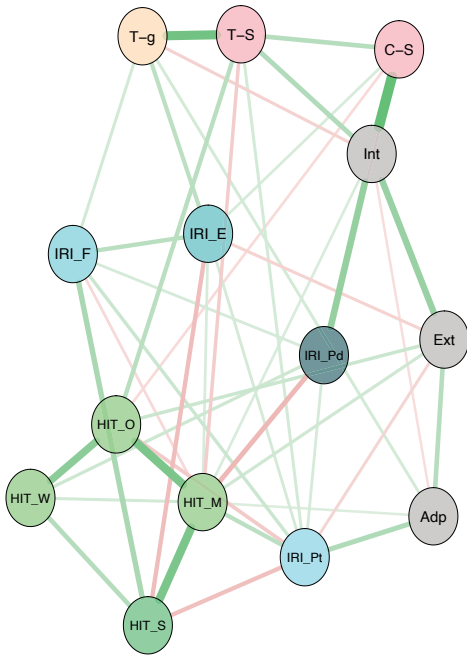 T-g
T-S
C-S
Int
IRI_E
IRI_F
IRI_Pd
Ext
HIT_O
HIT_W
HIT_M
Adp
IRI_Pt
HIT_S